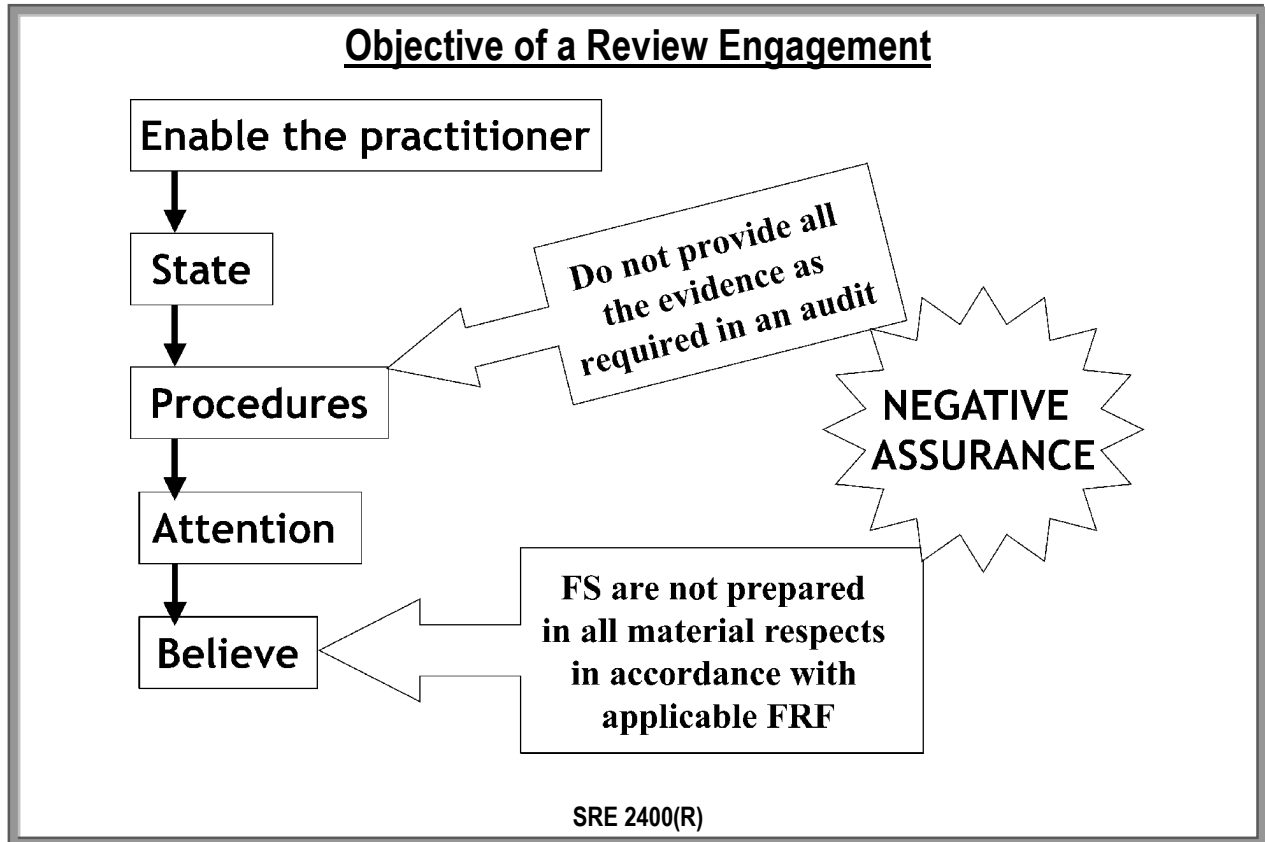 Objective of a Review Engagement
Enable the practitioner
State
Do not provide all
the evidence as
required in an audit
Procedures
NEGATIVE
ASSURANCE
Attention
Believe
FS are not prepared
in all material respects
in accordance with
applicable FRF
SRE 2400(R)